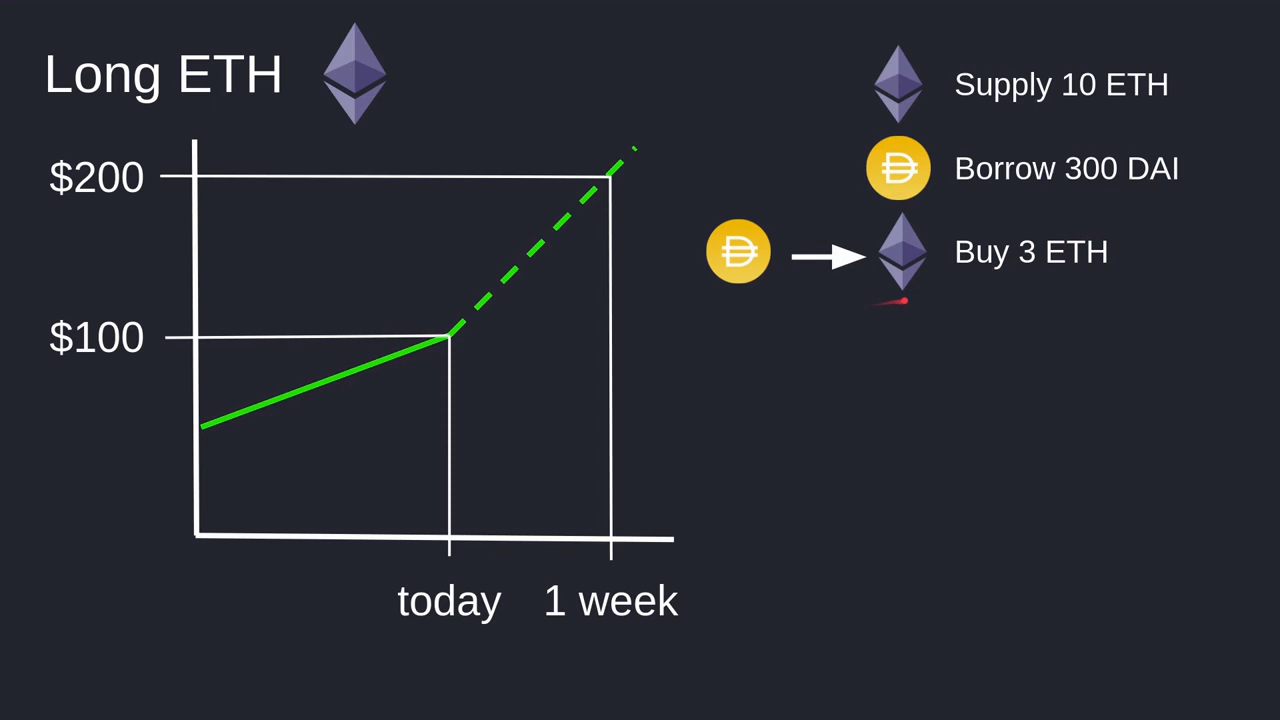 Long ETH
$200
$100
today
1 week
Supply 10 ETH
Borrow 300 DAI
Buy 3 ETH